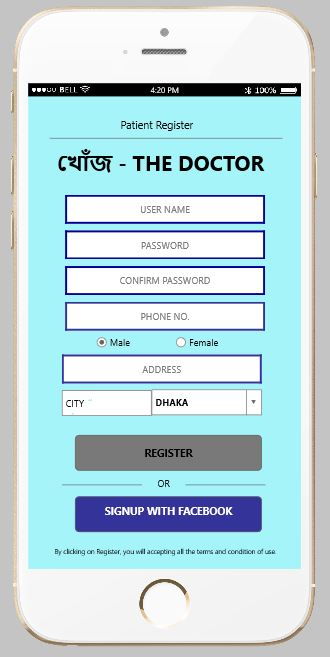 BELL 4:20 PM 100%
Patient Register
খোঁজ - THE DOCTOR
USER NAME
PASSWORD
CONFIRM PASSWORD
PHONE NO.
Male Female
ADDRESS
CITY DHAKA
REGISTER
OR
SIGNUP WITH FACEBOOK
By clicking on Register, you will accepting all the terms and condition of use.